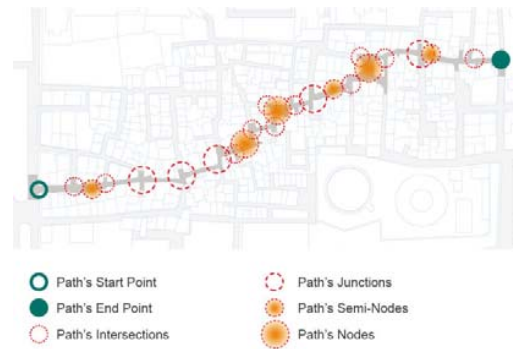 Path's Start Point
Path's End Point
Path's Intersections
Path's Junctions
Path's Semi-Nodes
Path's Nodes